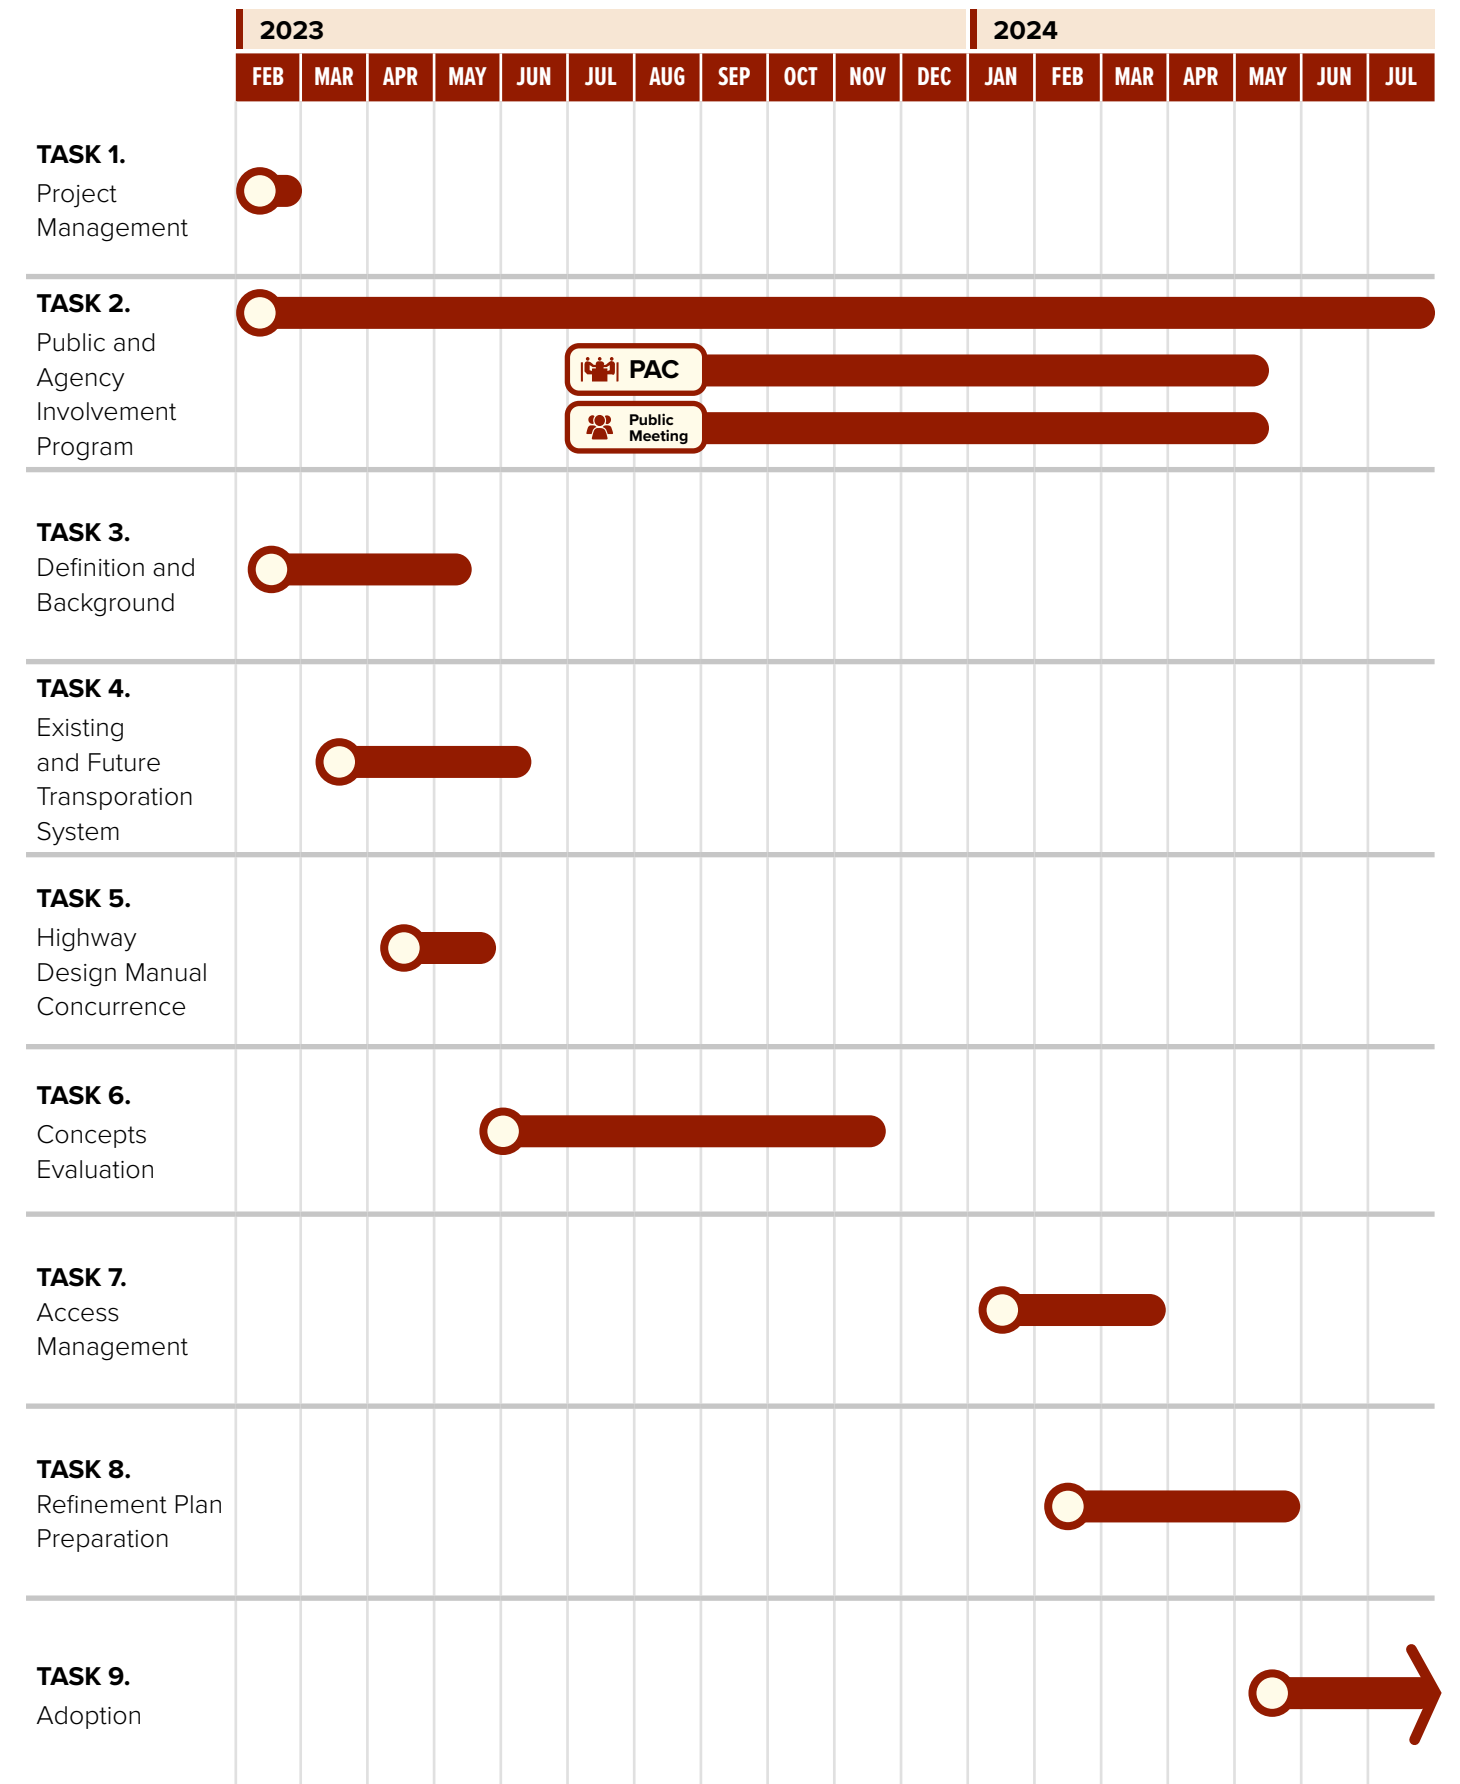 2023
2024
FEB MAR APR MAY JUN JUL AUG SEP OCT NOV DEC JAN FEB MAR APR MAY JUN JUL
TASK 1.
Project
Management
TASK 2.
Public and
Agency
Involvement
Program
PAC
Public
Meeting
TASK 3.
Definition and
Background
TASK 4.
Existing
and Future
Transporation
System
TASK 5.
Highway
Design Manual
Concurrence
TASK 6.
Concepts
Evaluation
TASK 7.
Access
Management
TASK 8.
Refinement Plan
Preparation
TASK 9.
Adoption